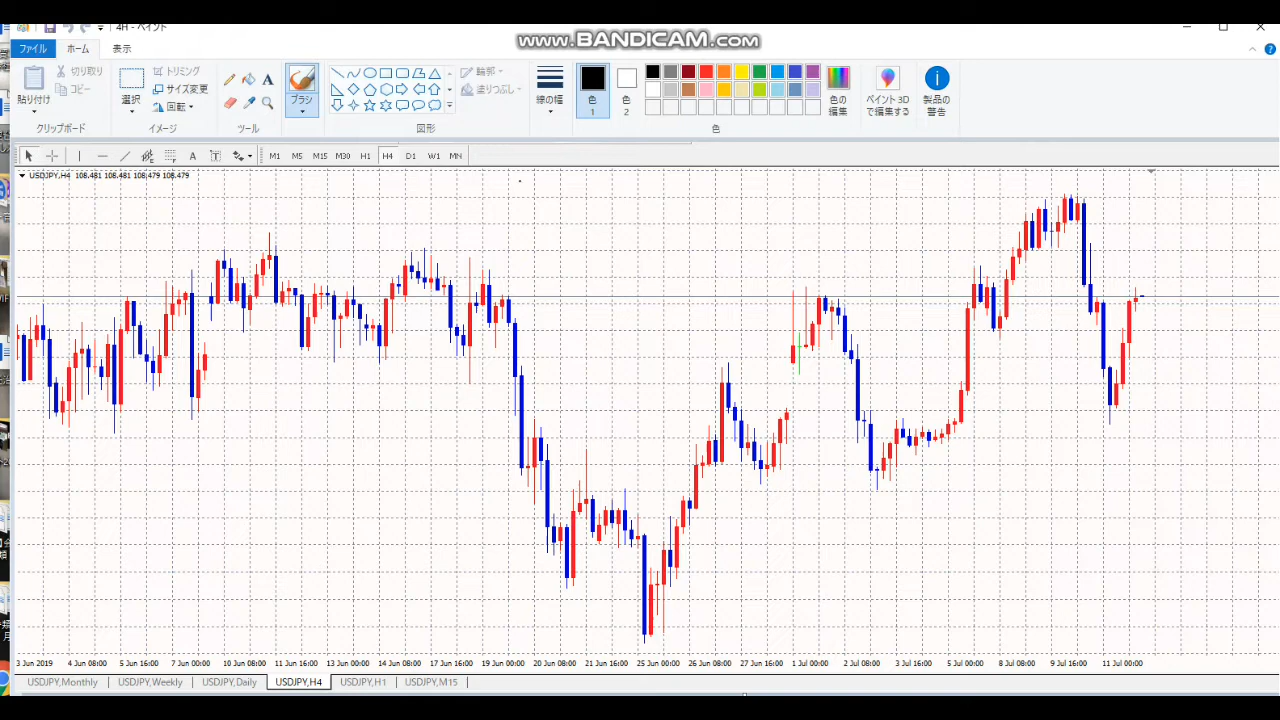 4H - ペイント
www.BANDICAM.com
ファイル ホーム 表示
貼り付け
切り取り
コピー
クリップボード
選択
トリミング
サイズ変更
回転
イメージ
A
ツール
ブラシ
輪郭
塗りつぶし
図形
線の幅
色
1
色
2
色の
編集
色
ペイント 3D
で編集する
製品の
警告
A T M1 M5 M15 M30 H1 H4 D1 W1 MN
USDJPY,H4 108.481 108.481 108.479 108.479
3 Jun 2019 4 Jun 08:00 5 Jun 16:00 7 Jun 00:00 10 Jun 08:00 11 Jun 16:00 13 Jun 00:00 14 Jun 08:00 17 Jun 16:00 19 Jun 00:00 20 Jun 08:00 21 Jun 16:00 25 Jun 00:00 26 Jun 08:00 27 Jun 16:00 1 Jul 00:00 2 Jul 08:00 3 Jul 16:00 5 Jul 00:00 8 Jul 08:00 9 Jul 16:00 11 Jul 00:00
USDJPY,Monthly USDJPY,Weekly USDJPY,Daily USDJPY,H4 USDJPY,H1 USDJPY,M15